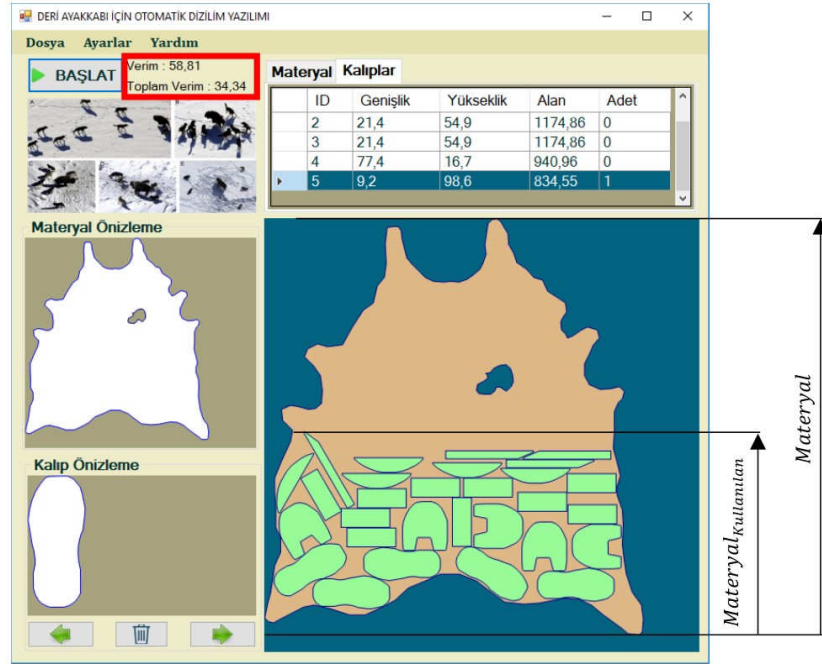 DERİ AYAKKABI İÇİN OTOMATİK DİZİLİM YAZILIMI
Dosya Ayarlar Yardım
BAŞLAT
Verim : 58,81
Toplam Verim : 34,34
Materyal Kalıplar
ID Genişlik Yükseklik Alan Adet
2 21,4 54,9 1174,86 0
3 21,4 54,9 1174,86 0
4 77,4 16,7 940,96 0
5 9,2 98,6 834,55 1
Materyal Önizleme
Kalıp Önizleme
Materyal
Materyal Kullanılan